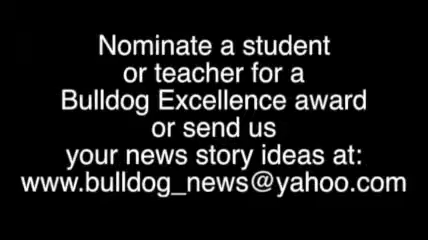 Nominate a student
or teacher for a
Bulldog Excellence award
or send us
your news story ideas at:
www.bulldog_news@yahoo.com